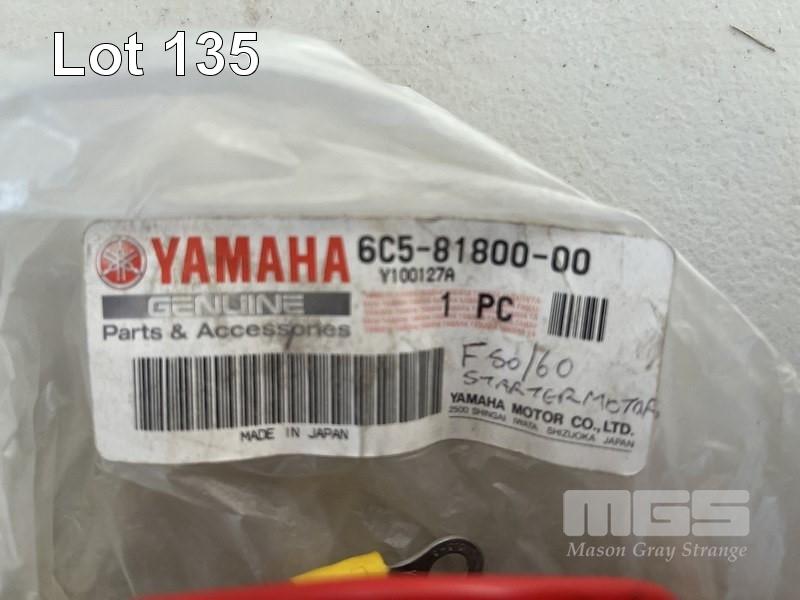 Lot 135
YAMAHA 6C5-81800-00
Y100127A
GENUINE
Parts & Accessories
1 PC
F50/60
STARTER MOTOR
YAMAHA MOTOR CO.,LTD.
2500 SHINGAI IWATA SHIZUOKA JAPAN
MADE IN JAPAN
MGS
Mason Gray Strange